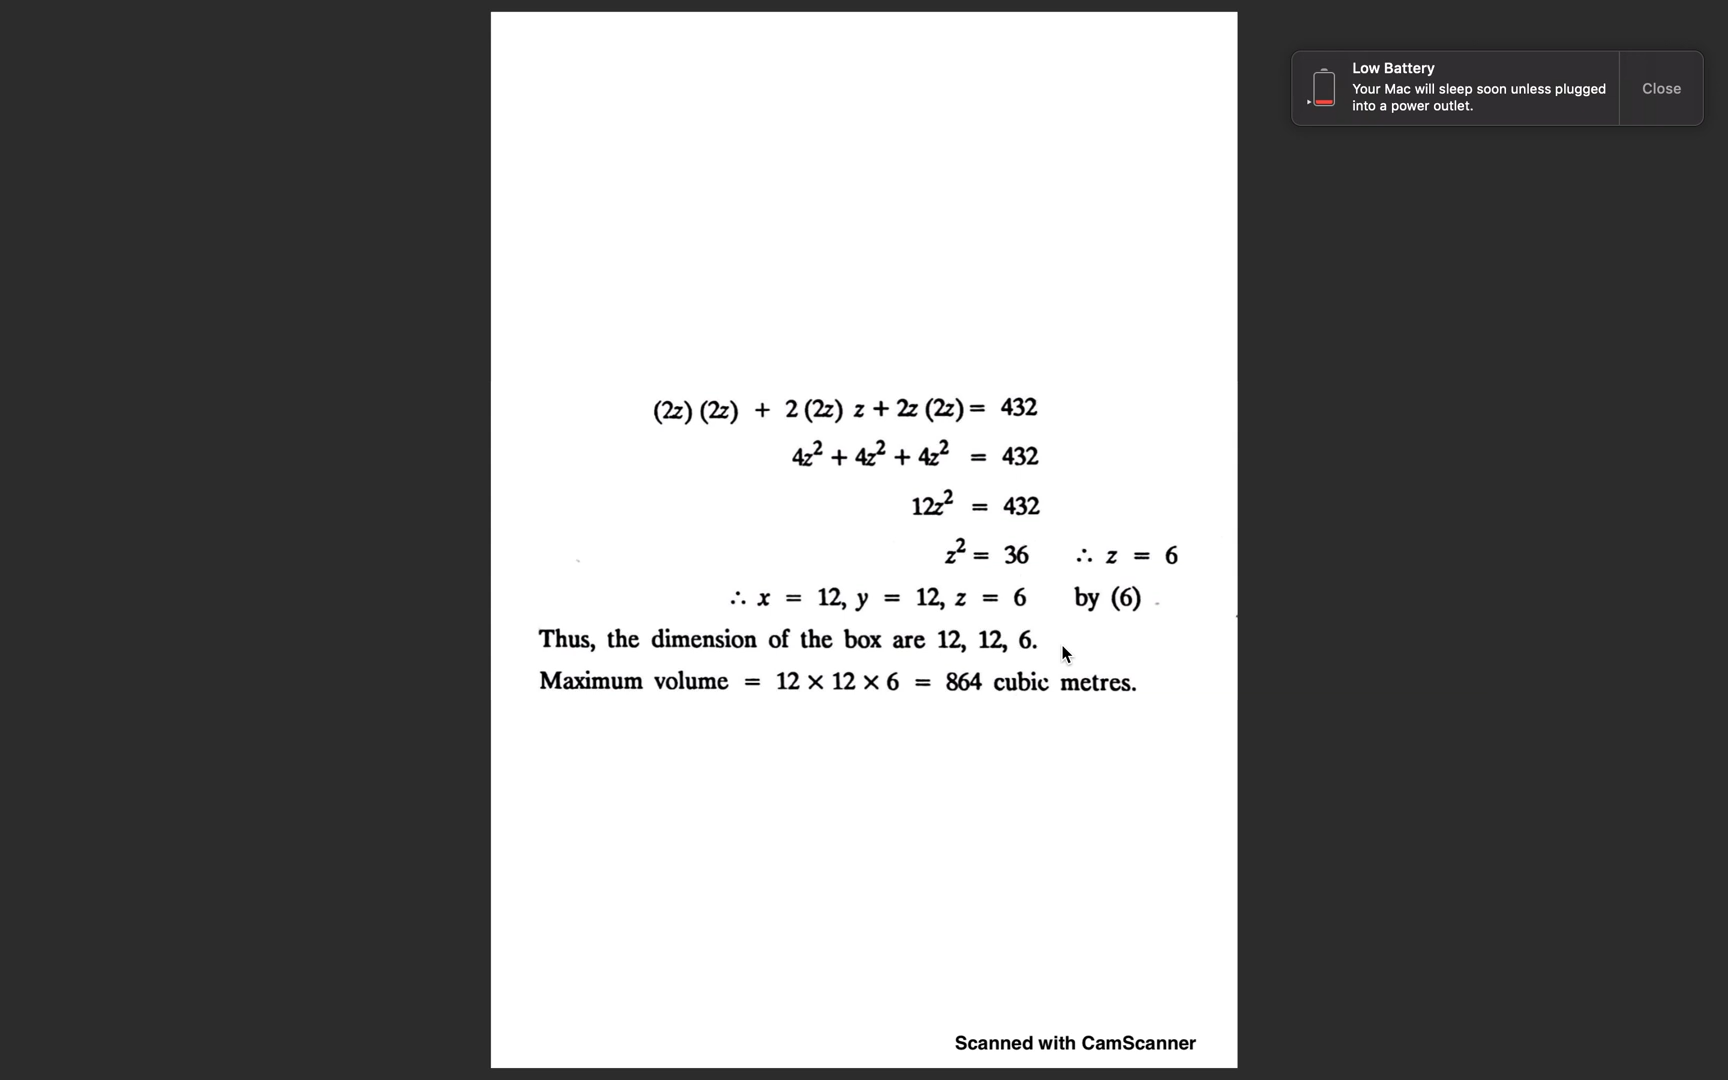 (2z) (2z) + 2 (2z) z + 2z (2z) = 432
4z² + 4z² + 4z² = 432
12z² = 432
z² = 36 ∴ z = 6
∴ x = 12, y = 12, z = 6 by (6)
Thus, the dimension of the box are 12, 12, 6.
Maximum volume = 12 × 12 × 6 = 864 cubic metres.
Scanned with CamScanner
Low Battery
Your Mac will sleep soon unless plugged
into a power outlet.
Close